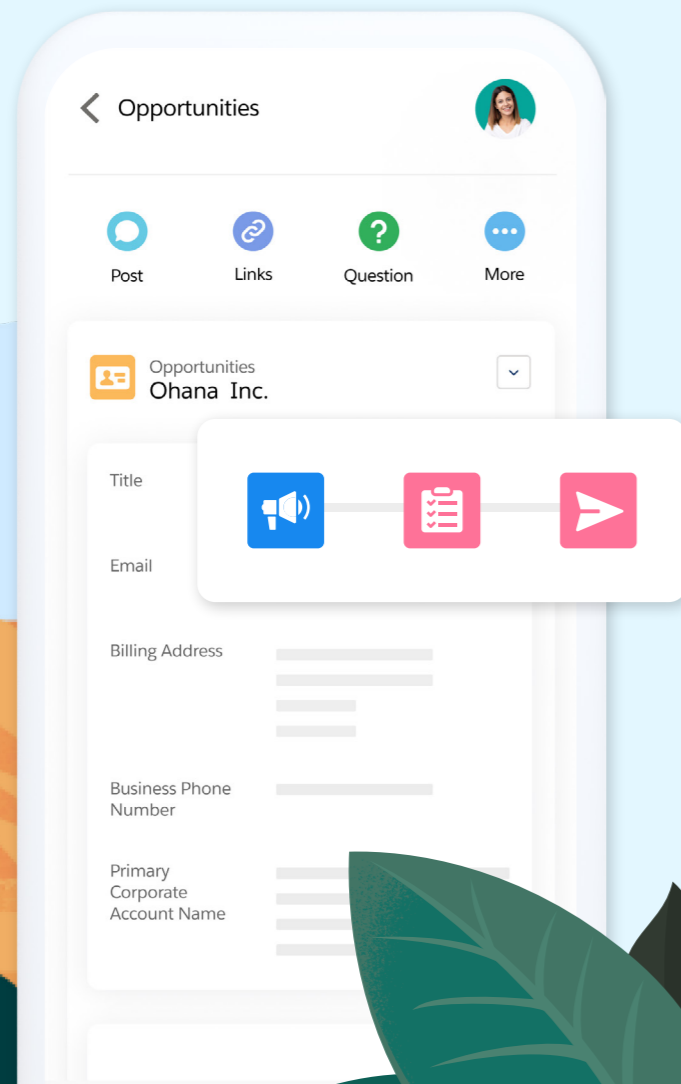 Opportunities
Post
Links
Question
More
Opportunities
Ohana Inc.
Title
Email
Billing Address
Business Phone
Number
Primary
Corporate
Account Name